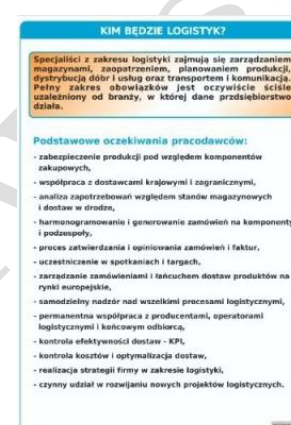 KIM BĘDZIE LOGISTYK?
Specjaliści z zakresu logistyki zajmują się zarządzaniem
magazynami, zaopatrzeniem, planowaniem produkcji,
dystrybucją dóbr i usług oraz transportem i komunikacją.
Pełny zakres obowiązków jest oczywiście ściśle
uzależniony od branży, w której dane przedsiębiorstwo
działa.
Podstawowe oczekiwania pracodawców:
- zabezpieczenie produkcji pod względem komponentów
zakupowych,
- współpraca z dostawcami krajowymi i zagranicznymi,
- analiza zapotrzebowań względem stanów magazynowych
i dostaw w drodze,
- harmonogramowanie i generowanie zamówień na komponenty
i podzespoły,
- proces zatwierdzania i opiniowania zamówień i faktur,
- uczestniczenie w spotkaniach i targach,
- zarządzanie zamówieniami i łańcuchem dostaw produktów na
rynki europejskie,
- samodzielny nadzór nad wszelkimi procesami logistycznymi,
- permanentna współpraca z producentami, operatorami
logistycznymi i końcowym odbiorcą,
- kontrola efektywności dostaw - KPI,
- kontrola kosztów i optymalizacja dostaw,
- realizacja strategii firmy w zakresie logistyki,
- czynny udział w rozwijaniu nowych projektów logistycznych.